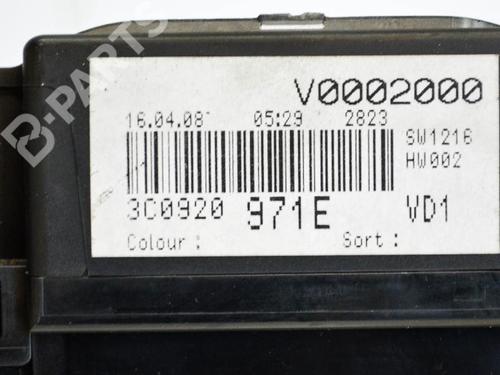 B-PARTS
V0002000
16.04.08 05:29 2823
SW1216
HW002
3C0920 971E VD1
Colour : Sort :